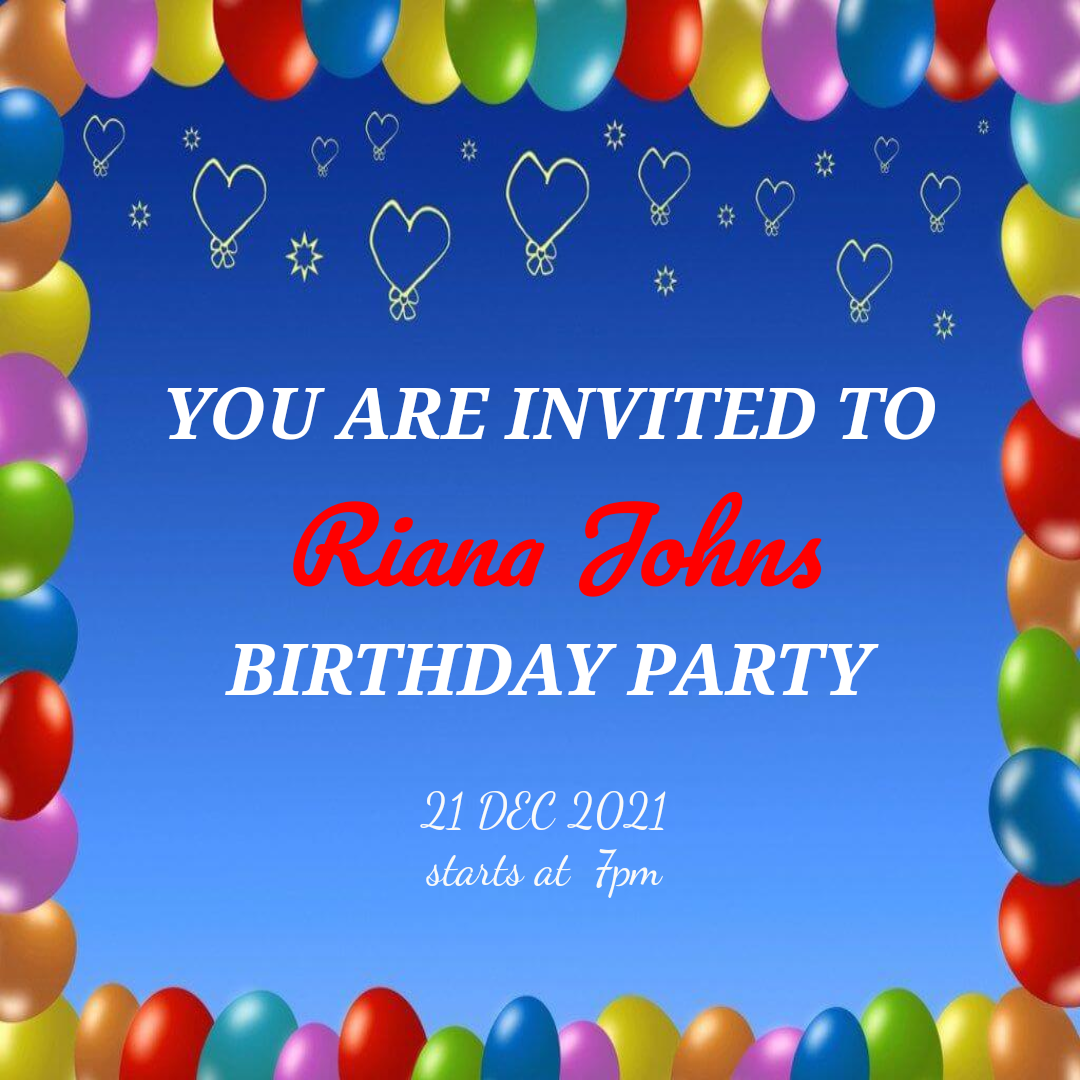 YOU ARE INVITED TO
Riana Johns
BIRTHDAY PARTY
21 DEC 2021
starts at 7pm